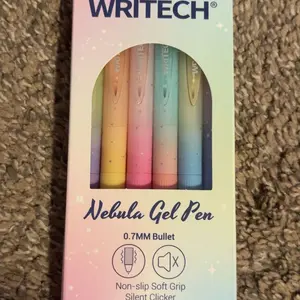 WRITECH®
Nebula Gel Pen
0.7MM Bullet
Non-slip Soft Grip
Silent Clicker